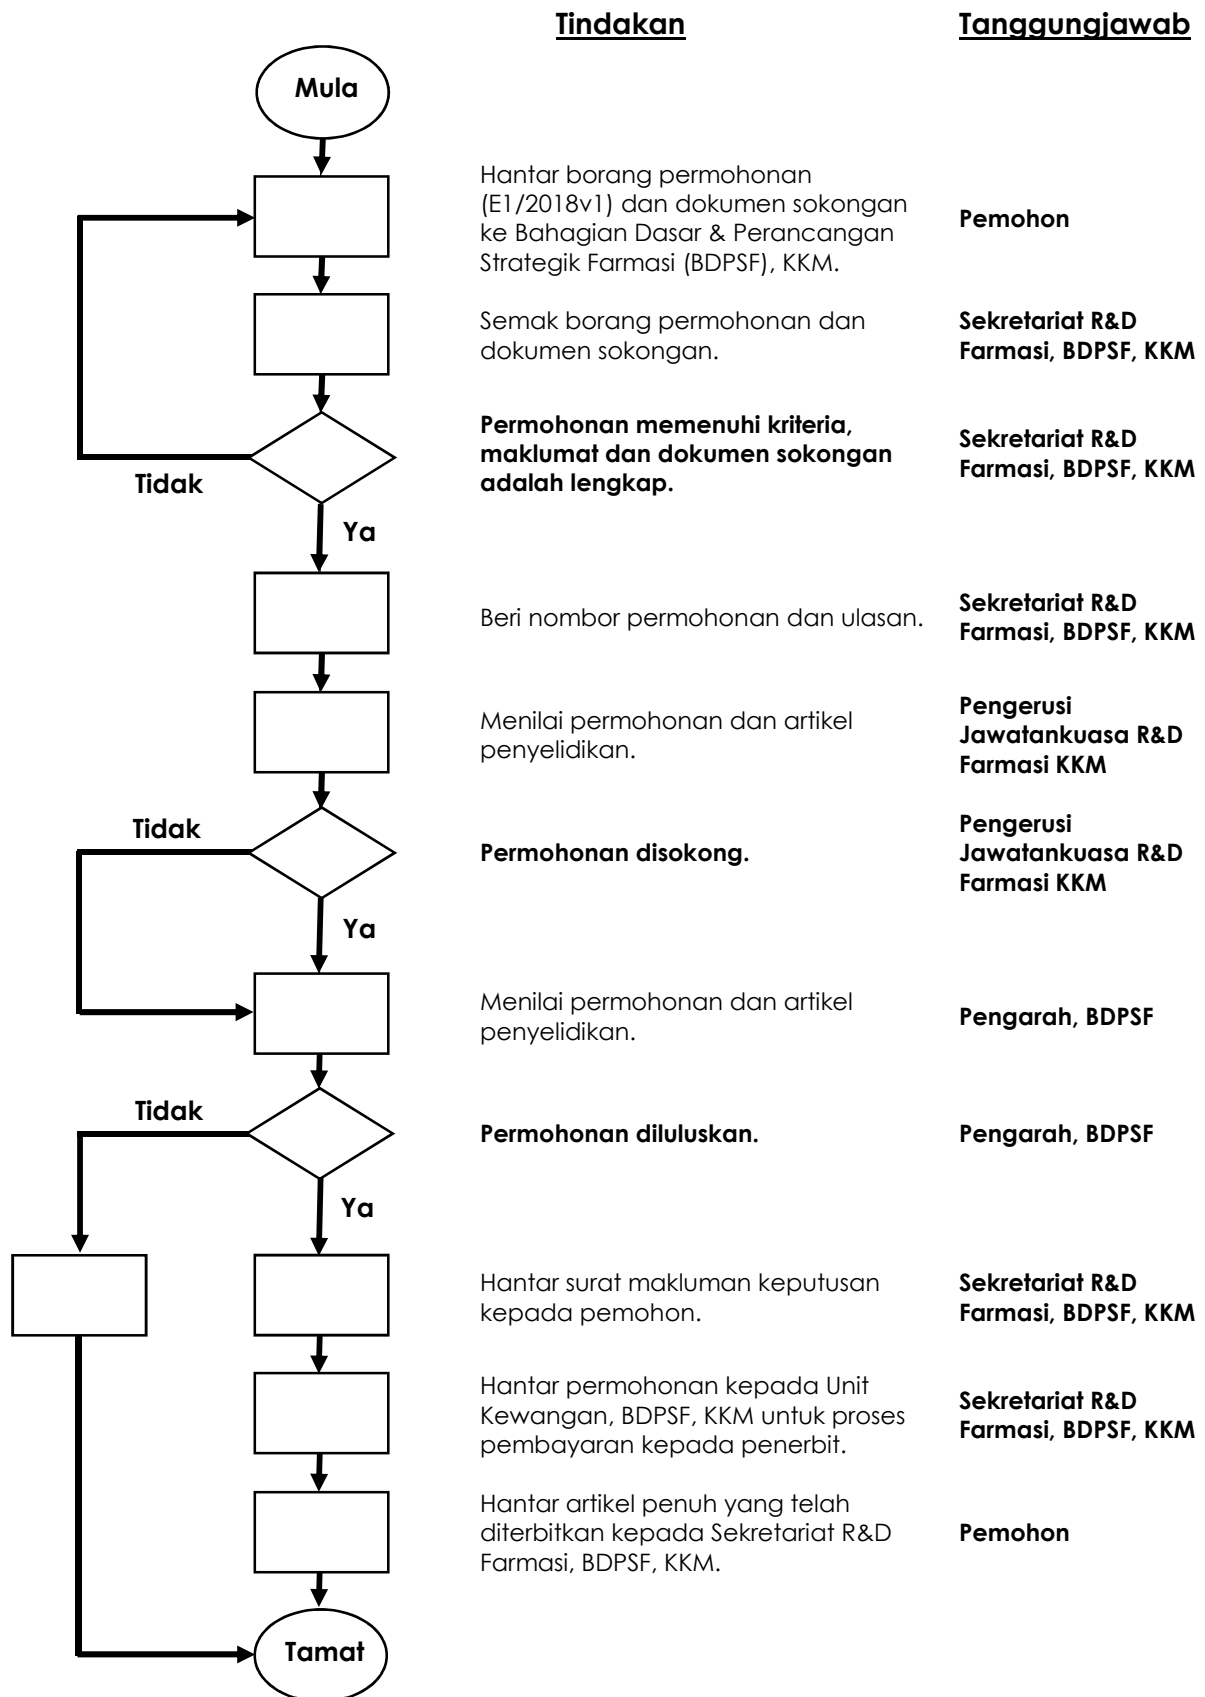 Tindakan
Tanggungjawab
Mula
Hantar borang permohonan
(E1/2018v1) dan dokumen sokongan
ke Bahagian Dasar & Perancangan
Strategik Farmasi (BDPSF), KKM.
Pemohon
Semak borang permohonan dan
dokumen sokongan.
Sekretariat R&D
Farmasi, BDPSF, KKM
Permohonan memenuhi kriteria,
maklumat dan dokumen sokongan
adalah lengkap.
Sekretariat R&D
Farmasi, BDPSF, KKM
Tidak
Ya
Beri nombor permohonan dan ulasan.
Sekretariat R&D
Farmasi, BDPSF, KKM
Menilai permohonan dan artikel
penyelidikan.
Pengerusi
Jawatankuasa R&D
Farmasi KKM
Tidak
Permohonan disokong.
Pengerusi
Jawatankuasa R&D
Farmasi KKM
Ya
Menilai permohonan dan artikel
penyelidikan.
Pengarah, BDPSF
Tidak
Permohonan diluluskan.
Pengarah, BDPSF
Ya
Hantar surat makluman keputusan
kepada pemohon.
Sekretariat R&D
Farmasi, BDPSF, KKM
Hantar permohonan kepada Unit
Kewangan, BDPSF, KKM untuk proses
pembayaran kepada penerbit.
Sekretariat R&D
Farmasi, BDPSF, KKM
Hantar artikel penuh yang telah
diterbitkan kepada Sekretariat R&D
Farmasi, BDPSF, KKM.
Pemohon
Tamat